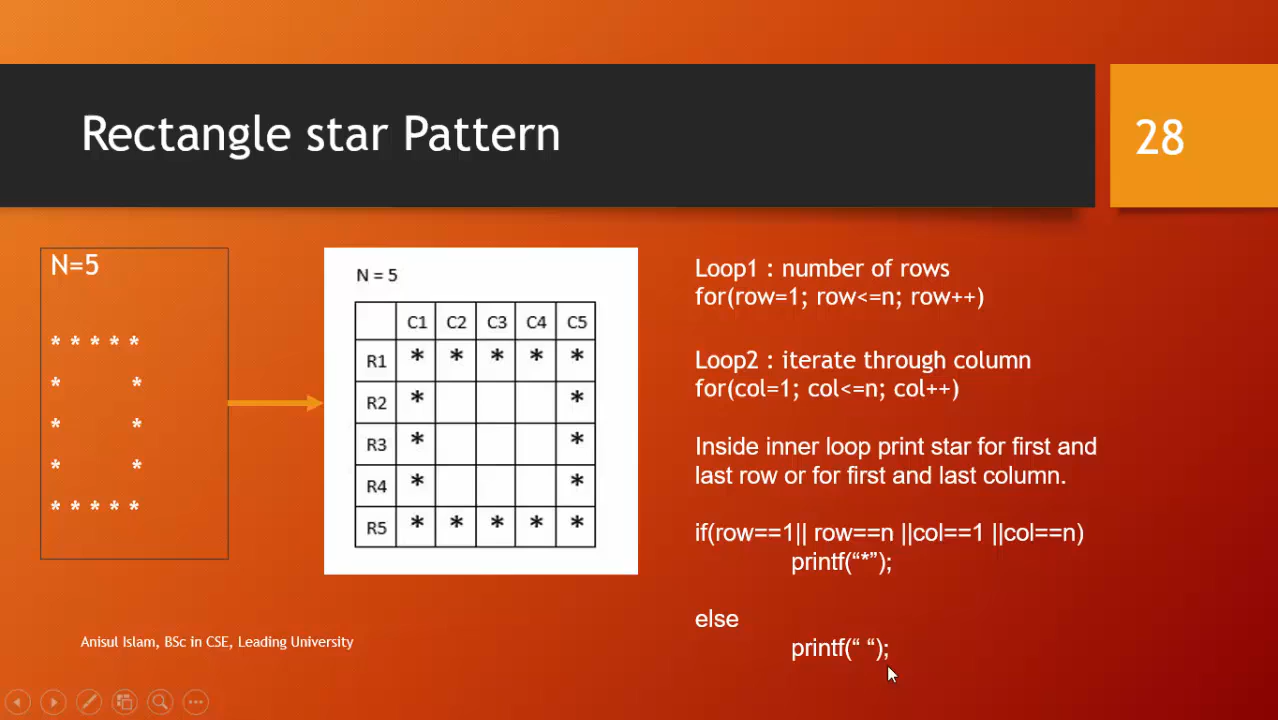 Rectangle star Pattern
28
N=5
* * * * *
* *
* *
* *
* * * * *
N = 5
C1 C2 C3 C4 C5
R1 * * * * *
R2 * *
R3 * *
R4 * *
R5 * * * * *
Loop1 : number of rows
for(row=1; row<=n; row++)
Loop2 : iterate through column
for(col=1; col<=n; col++)
Inside inner loop print star for first and
last row or for first and last column.
if(row==1|| row==n ||col==1 ||col==n)
printf(“*”);
else
printf(“ “);
Anisul Islam, BSc in CSE, Leading University